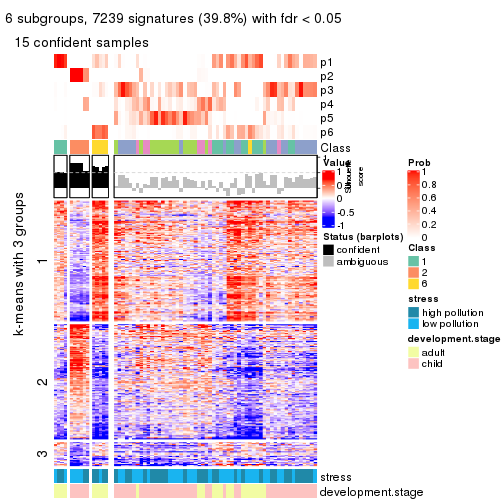 6 subgroups, 7239 signatures (39.8%) with fdr < 0.05
15 confident samples
p1
p2
p3
p4
p5
p6
Class
1
Silhouette
score
k-means with 3 groups
1
2
3
stress
development.stage
Value
1
0.5
0
-0.5
-1
Status (barplots)
confident
ambiguous
Prob
1
0.8
0.6
0.4
0.2
0
Class
1
2
6
stress
high pollution
low pollution
development.stage
adult
child